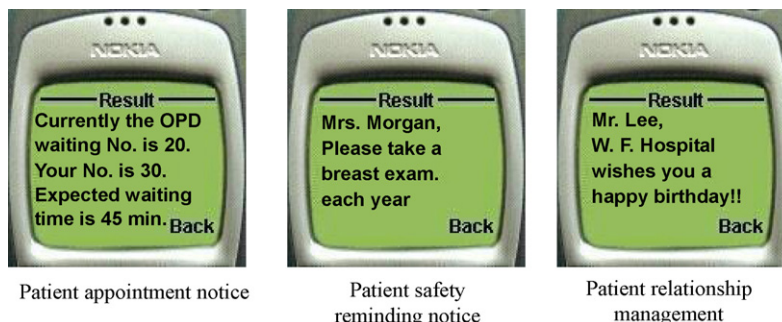 NOKIA
Result
Currently the OPD
waiting No. is 20.
Your No. is 30.
Expected waiting
time is 45 min.
Back
Patient appointment notice
NOKIA
Result
Mrs. Morgan,
Please take a
breast exam.
each year
Back
Patient safety
reminding notice
NOKIA
Result
Mr. Lee,
W. F. Hospital
wishes you a
happy birthday!!
Back
Patient relationship
management